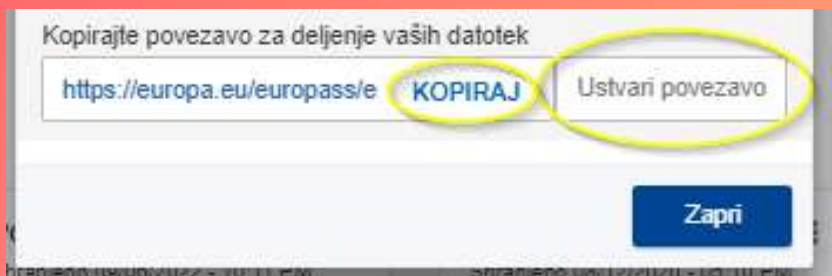 Kopirajte povezavo za deljenje vaših datotek
https://europa.eu/europass/e KOPIRAJ Ustvari povezavo
Zapri